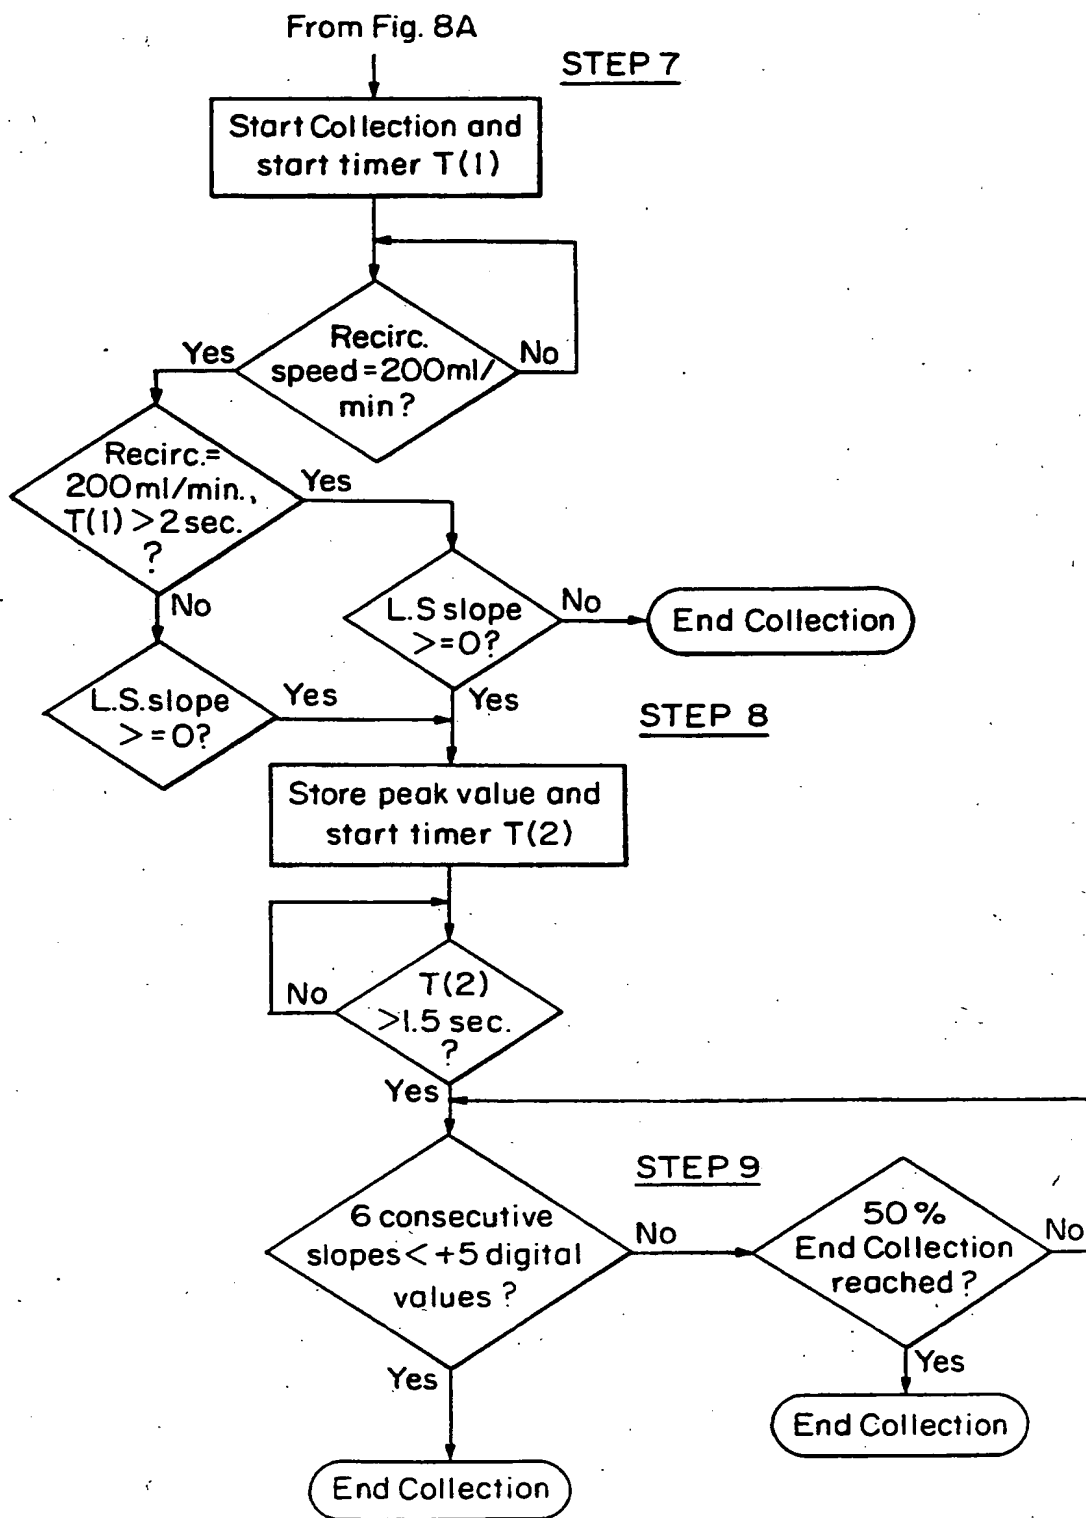 From Fig. 8A
STEP 7
Start Collection and
start timer T(1)
Recirc.
speed=200ml/
min?
Yes
No
Recirc.=
200ml/min.,
T(1)>2sec.
?
Yes
No
L.S slope
>=0?
No
End Collection
Yes
L.S.slope
>=0?
Yes
STEP 8
Store peak value and
start timer T(2)
T(2)
>1.5 sec.
?
No
Yes
STEP 9
6 consecutive
slopes<+5 digital
values ?
No
50%
End Collection
reached?
No
Yes
End Collection
Yes
End Collection